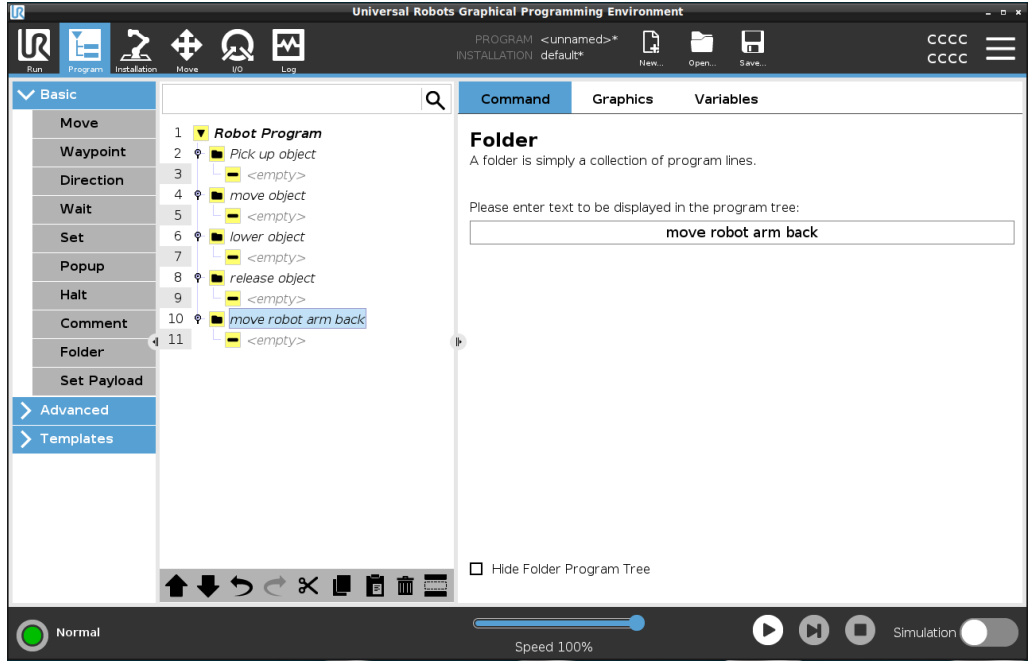 Universal Robots Graphical Programming Environment
UR
Run
Program
Installation
Move
I/O
Log
PROGRAM <unnamed>*
INSTALLATION default*
New...
Open...
Save...
CCCC
CCCC
Basic
Move
Waypoint
Direction
Wait
Set
Popup
Halt
Comment
Folder
Set Payload
Advanced
Templates
1 Robot Program
2 Pick up object
3 <empty>
4 move object
5 <empty>
6 lower object
7 <empty>
8 release object
9 <empty>
10 move robot arm back
11 <empty>
Command Graphics Variables
Folder
A folder is simply a collection of program lines.
Please enter text to be displayed in the program tree:
move robot arm back
Hide Folder Program Tree
Normal
Speed 100%
Simulation